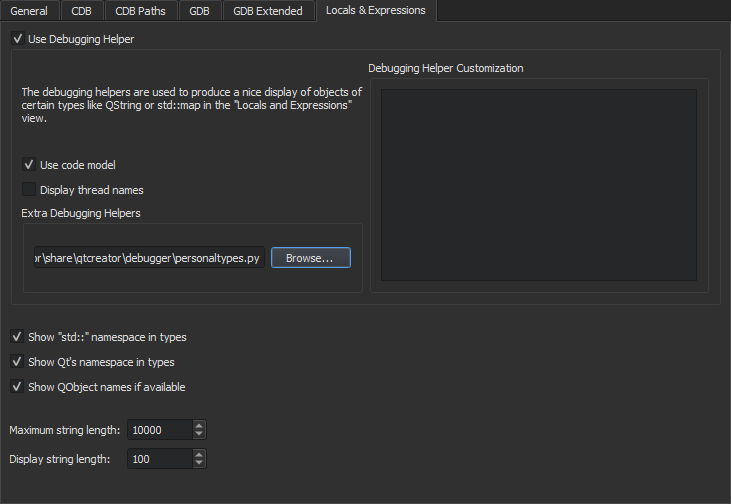 General CDB CDB Paths GDB GDB Extended Locals & Expressions
Use Debugging Helper
The debugging helpers are used to produce a nice display of objects of
certain types like QString or std::map in the "Locals and Expressions"
view.
Use code model
Display thread names
Extra Debugging Helpers
or\share\qtcreator\debugger\personaltypes.py Browse...
Debugging Helper Customization
Show "std::" namespace in types
Show Qt's namespace in types
Show QObject names if available
Maximum string length: 10000
Display string length: 100